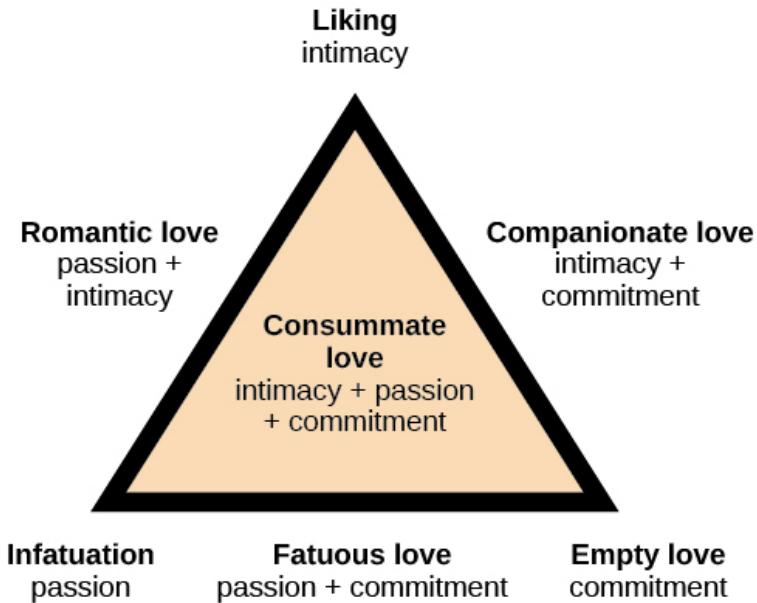 Liking
intimacy
Romantic love
passion +
intimacy
Companionate love
intimacy +
commitment
Consummate
love
intimacy + passion
+ commitment
Infatuation
passion
Fatuous love
passion + commitment
Empty love
commitment